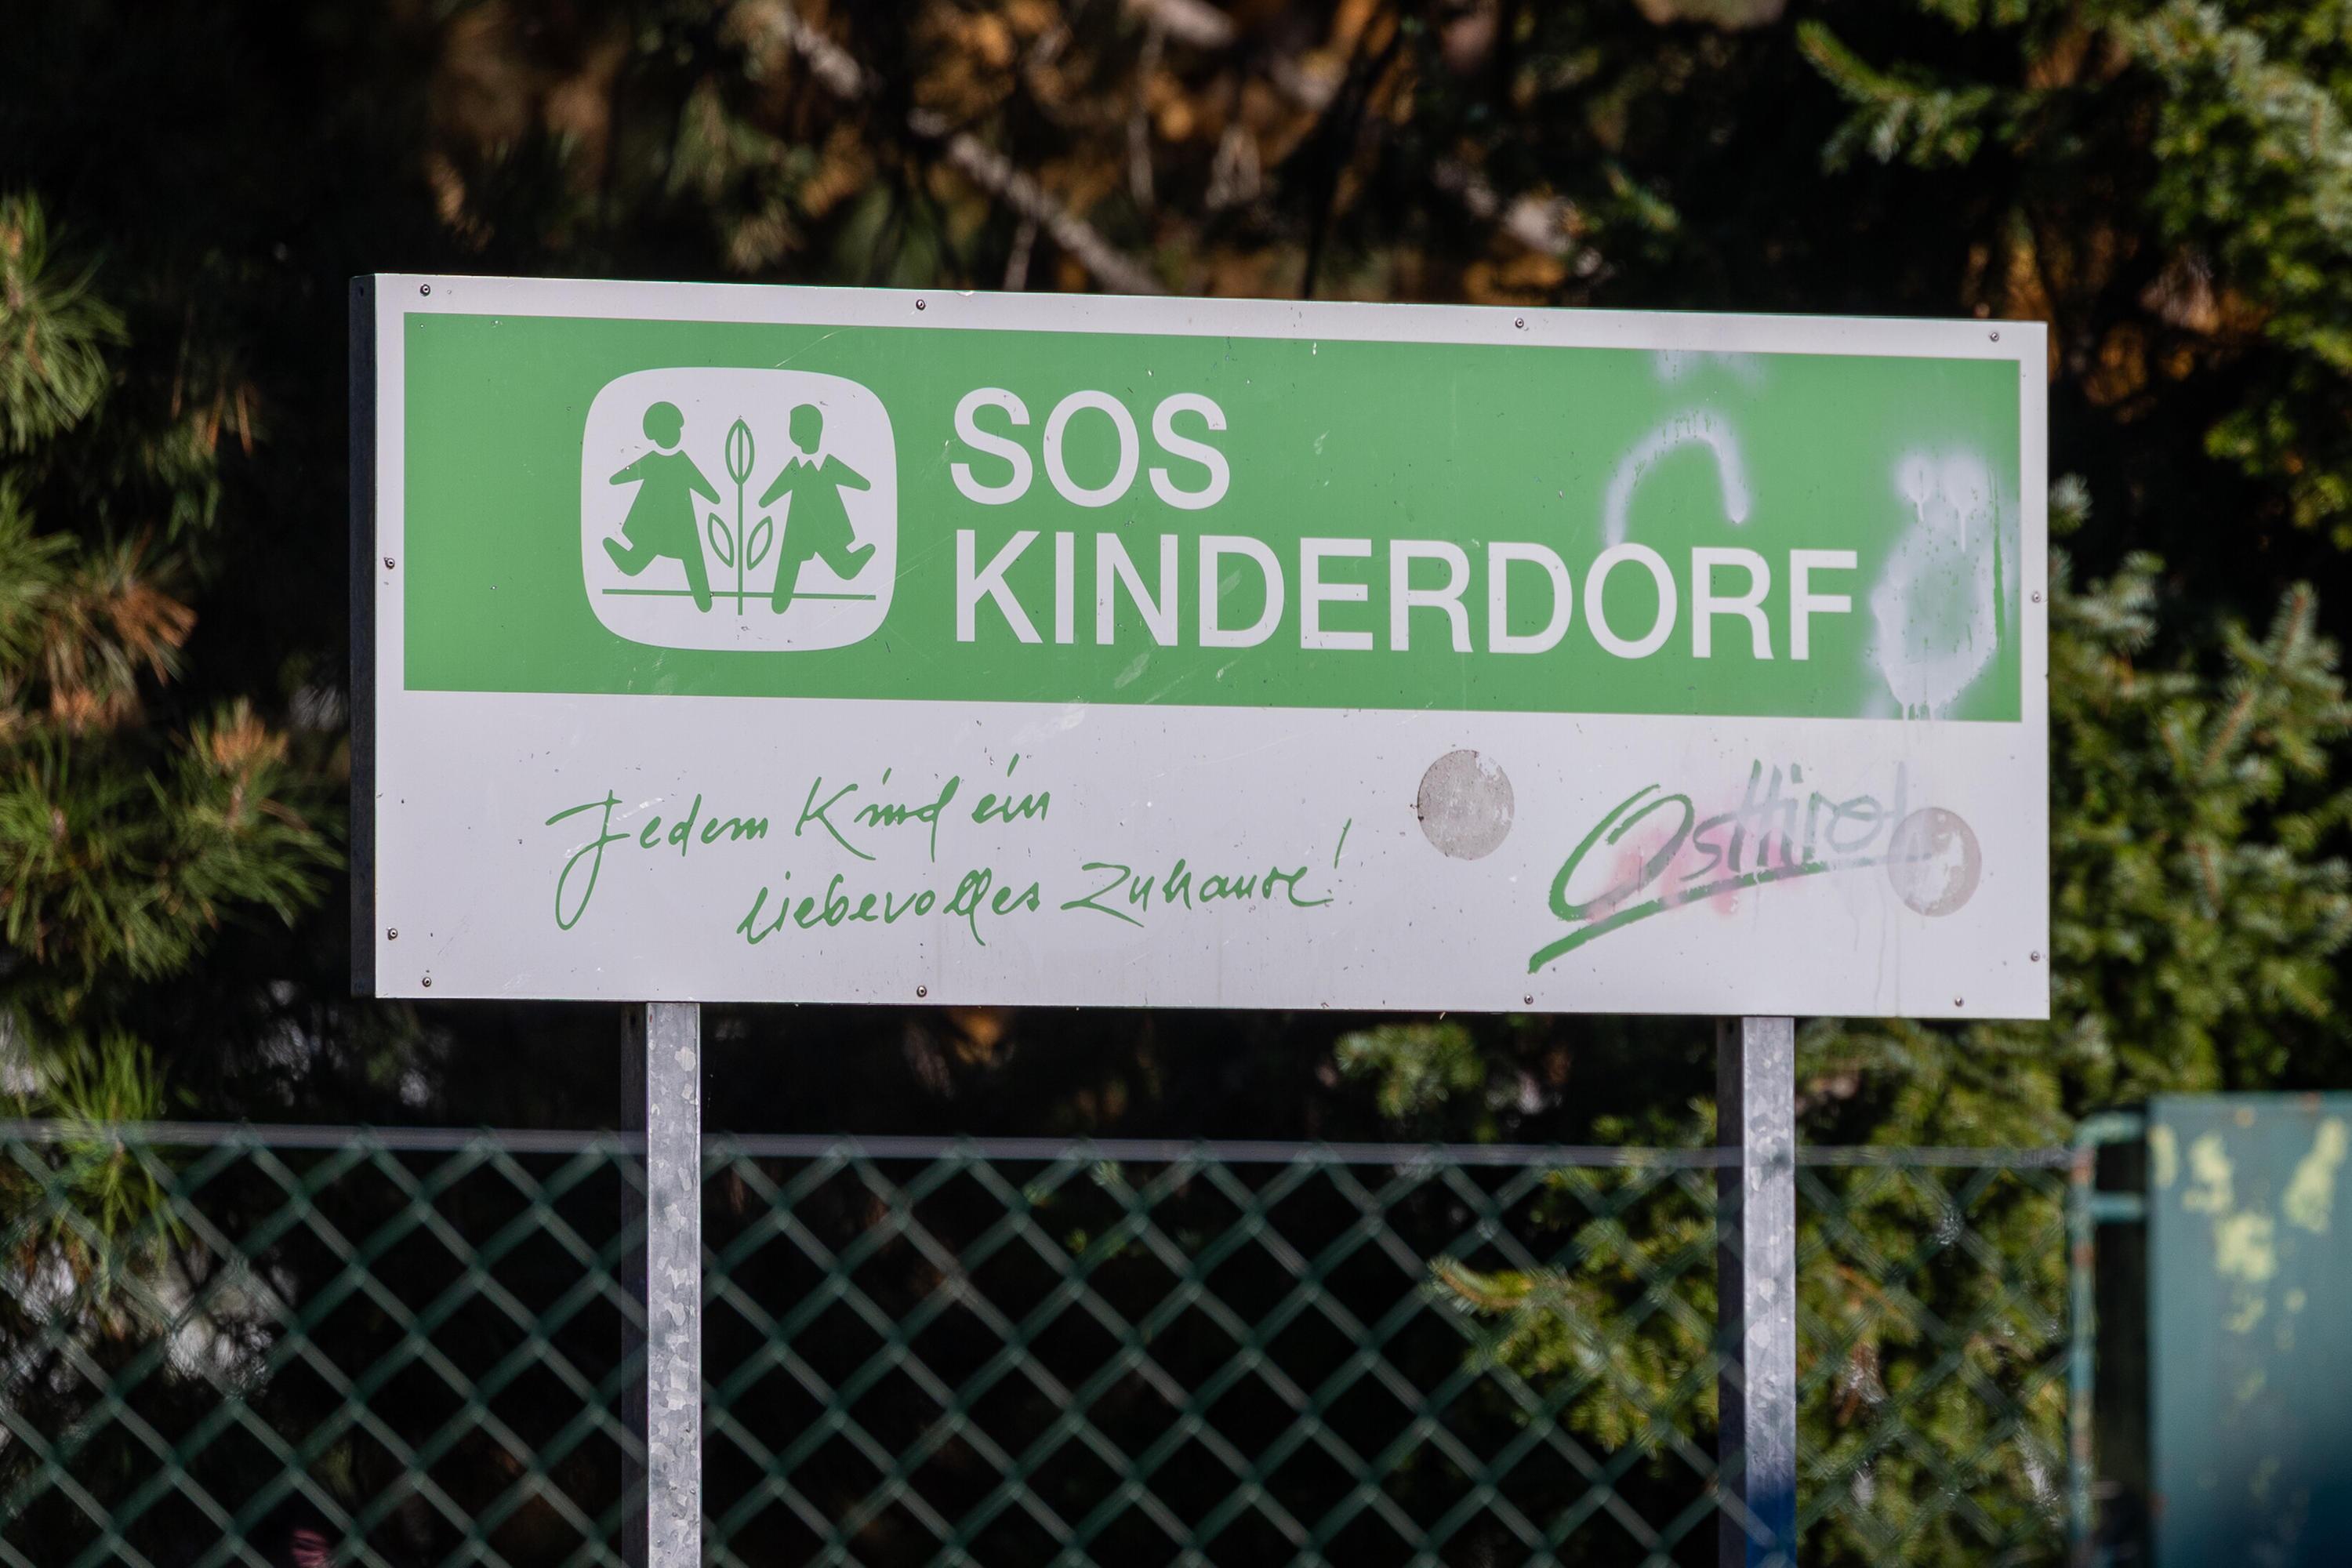 SOS
KINDERDORF
Jedem Kind ein
liebevolles Zuhause!
Osttirol